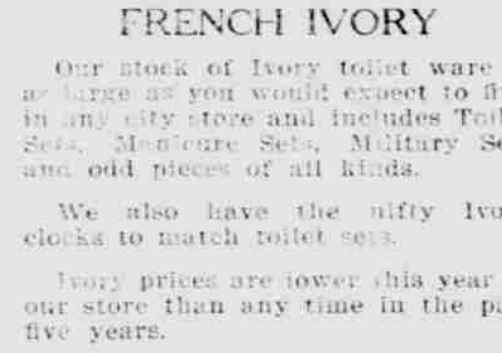 FRENCH IVORY
Our stock of Ivory toilet ware
as large as you would expect to fi
in any city store and includes Toi
Sets, Manicure Sets, Military Se
and odd pieces of all kinds.
We also have the nifty Ivo
clocks to match toilet sets.
Ivory prices are lower this year
our store than any time in the pa
five years.